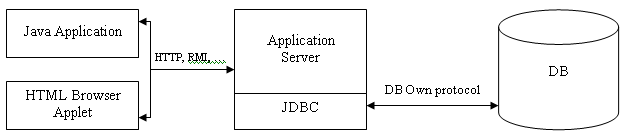 Java Application
HTML Browser
Applet
HTTP, RMI, ...
Application
Server
JDBC
DB Own protocol
DB